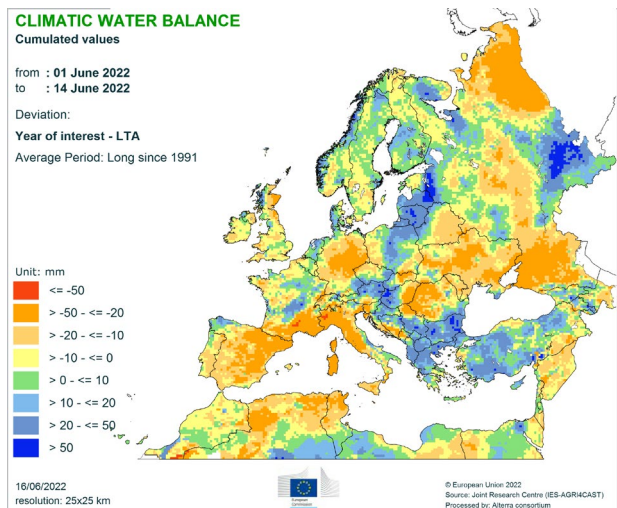 CLIMATIC WATER BALANCE
Cumulated values
from : 01 June 2022
to : 14 June 2022
Deviation:
Year of interest - LTA
Average Period: Long since 1991
Unit: mm
<= -50
> -50 - <= -20
> -20 - <= -10
> -10 - <= 0
> 0 - <= 10
> 10 - <= 20
> 20 - <= 50
> 50
16/06/2022
resolution: 25x25 km
European
Commission
© European Union 2022
Source: Joint Research Centre (IES-AGRI4CAST)
Processed by: Alterra consortium